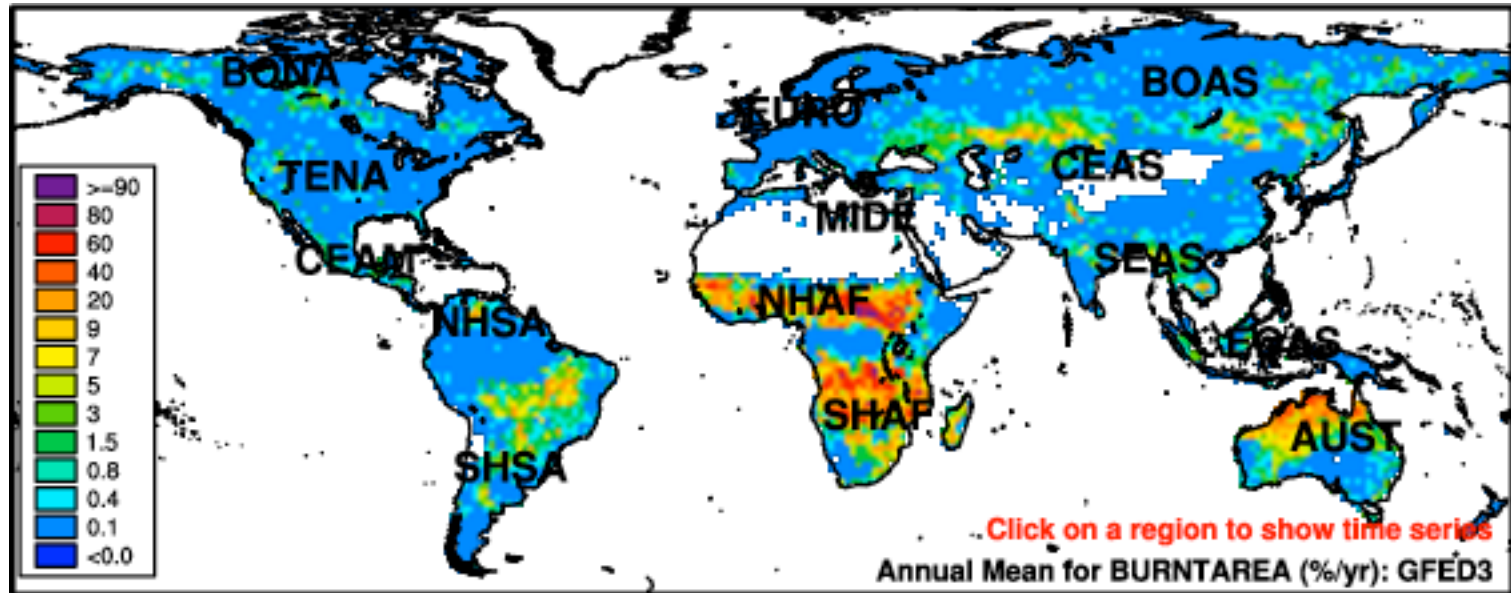 BONA
BOAS
EURO
TENA
CEAS
MIDE
CEAM
SEAS
NHAF
NHSA
EQAS
SHAF
AUST
SHSA
>=90
80
60
40
20
9
7
5
3
1.5
0.8
0.4
0.1
<0.0
Click on a region to show time series
Annual Mean for BURNTAREA (%/yr): GFED3